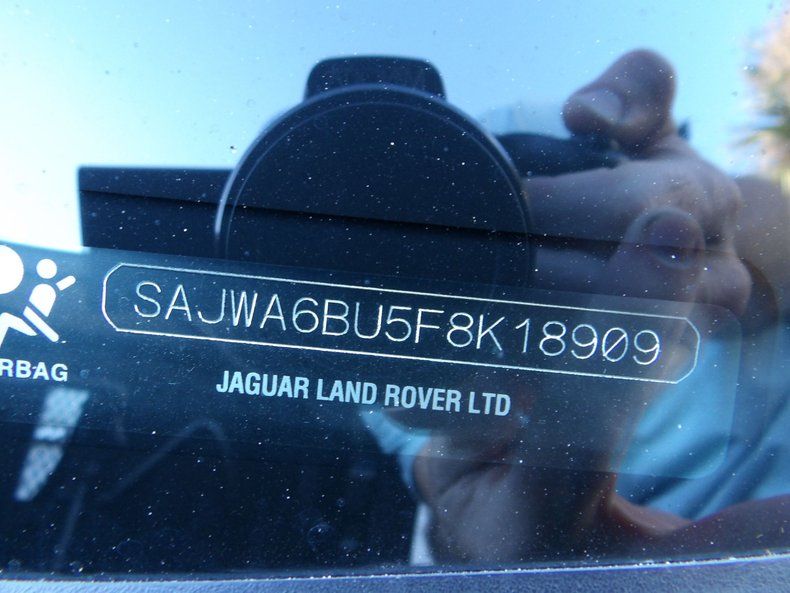 SAJWA6BU5F8K18909
RBAG
JAGUAR LAND ROVER LTD